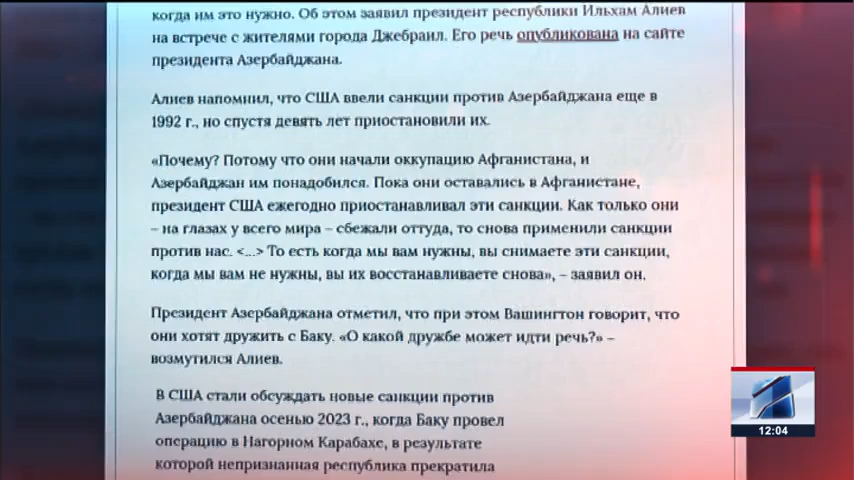 когда им это нужно. Об этом заявил президент республики Ильхам Алиев
на встрече с жителями города Джебраил. Его речь опубликована на сайте
президента Азербайджана.
Алиев напомнил, что США ввели санкции против Азербайджана еще в
1992 г., но спустя девять лет приостановили их.
«Почему? Потому что они начали оккупацию Афганистана, и
Азербайджан им понадобился. Пока они оставались в Афганистане,
президент США ежегодно приостанавливал эти санкции. Как только они
– на глазах у всего мира – сбежали оттуда, то снова применили санкции
против нас. <...> То есть когда мы вам нужны, вы снимаете эти санкции,
когда мы вам не нужны, вы их восстанавливаете снова», – заявил он.
Президент Азербайджана отметил, что при этом Вашингтон говорит, что
они хотят дружить с Баку. «О какой дружбе может идти речь?» –
возмутился Алиев.
В США стали обсуждать новые санкции против
Азербайджана осенью 2023 г., когда Баку провел
операцию в Нагорном Карабахе, в результате
которой непризнанная республика прекратила
12:04